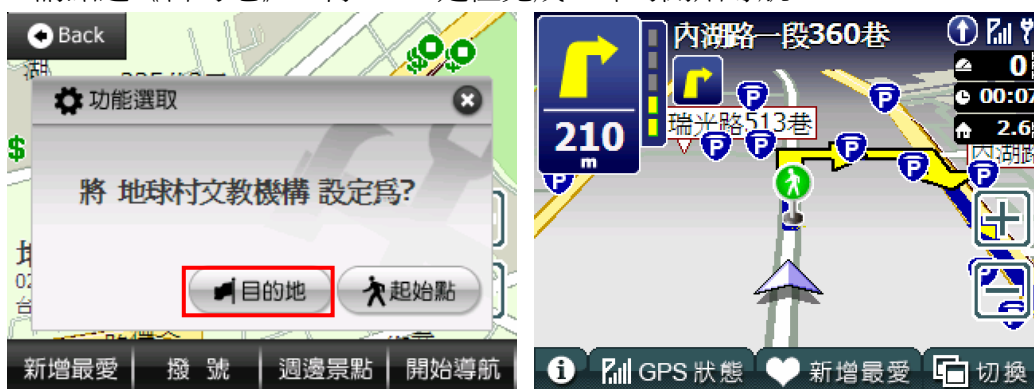 Back
功能選取
$
將 地球村文教機構 設定為?
目的地
起始點
新增最愛
撥 號
週邊景點
開始導航
內湖路一段360巷
0
00:07
2.6
210
m
瑞光路513巷
內湖路
GPS 狀態
新增最愛
切換